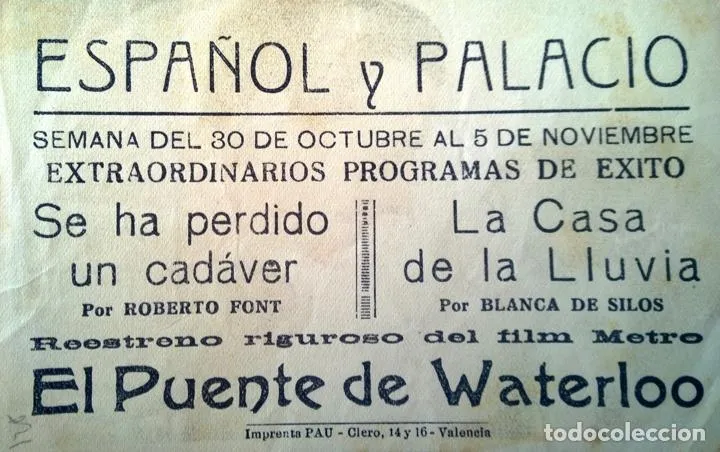 ESPAÑOL y PALACIO
SEMANA DEL 30 DE OCTUBRE AL 5 DE NOVIEMBRE
EXTRAORDINARIOS PROGRAMAS DE EXITO
Se ha perdido
un cadáver
Por ROBERTO FONT
La Casa
de la Lluvia
Por BLANCA DE SILOS
Reestreno riguroso del film Metro
El Puente de Waterloo
Imprenta PAU - Clero, 14 y 16 - Valencia
todocoleccion